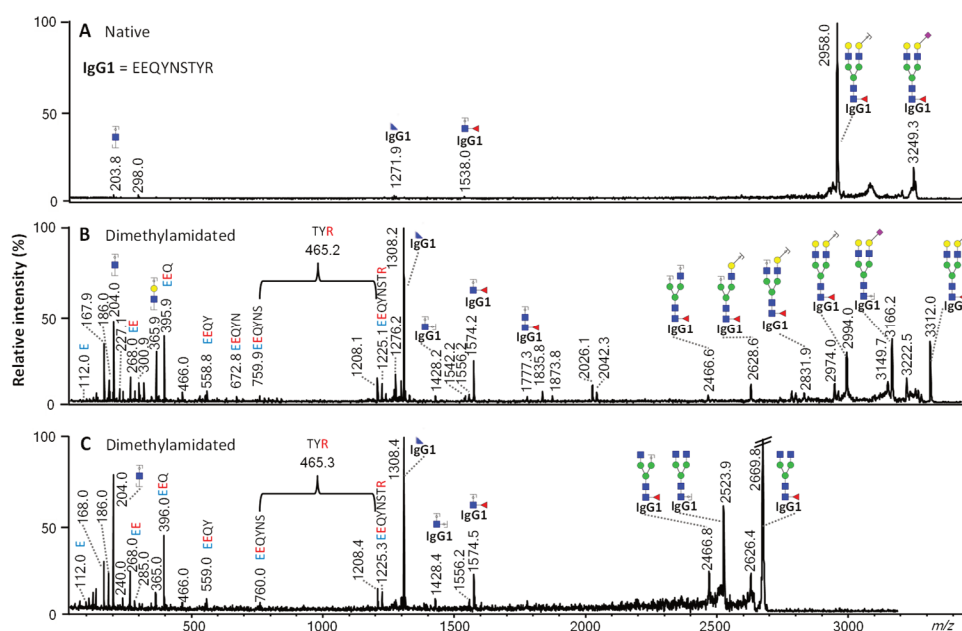 Relative intensity (%)
100
50
0
A Native
IgG1 = EEQYNSTYR
203.8
298.0
1271.9
IgG1
1538.0
IgG1
2958.0
IgG1
3249.3
IgG1
100
50
0
B Dimethylamidated
112.0 E
167.9
186.0
204.0
227.1
268.0 EE
300.9
365.9
395.9 EEQ
466.0
558.8 EEQY
672.8 EEQYN
759.9 EEQYNS
TYR
465.2
1208.1
1225.1 EEQYNSTR
1276.2
1308.2
IgG1
1428.2
IgG1
1542.2
1556.2
1574.2
IgG1
1777.3
IgG1
1835.8
1873.8
2026.1
2042.3
2466.6
IgG1
2628.6
IgG1
2831.9
IgG1
2974.0
2994.0
IgG1
3149.7
3166.2
IgG1
3222.5
3312.0
IgG1
100
50
0
C Dimethylamidated
112.0 E
168.0
186.0
204.0
240.0
268.0 EE
285.0
365.0
396.0 EEQ
466.0
559.0 EEQY
760.0 EEQYNS
TYR
465.3
1208.4
1225.3 EEQYNSTR
1308.4
IgG1
1428.4
IgG1
1556.2
1574.5
IgG1
2466.8
IgG1
2523.9
IgG1
2626.4
2669.8
IgG1
500
1000
1500
2000
2500
3000
m/z